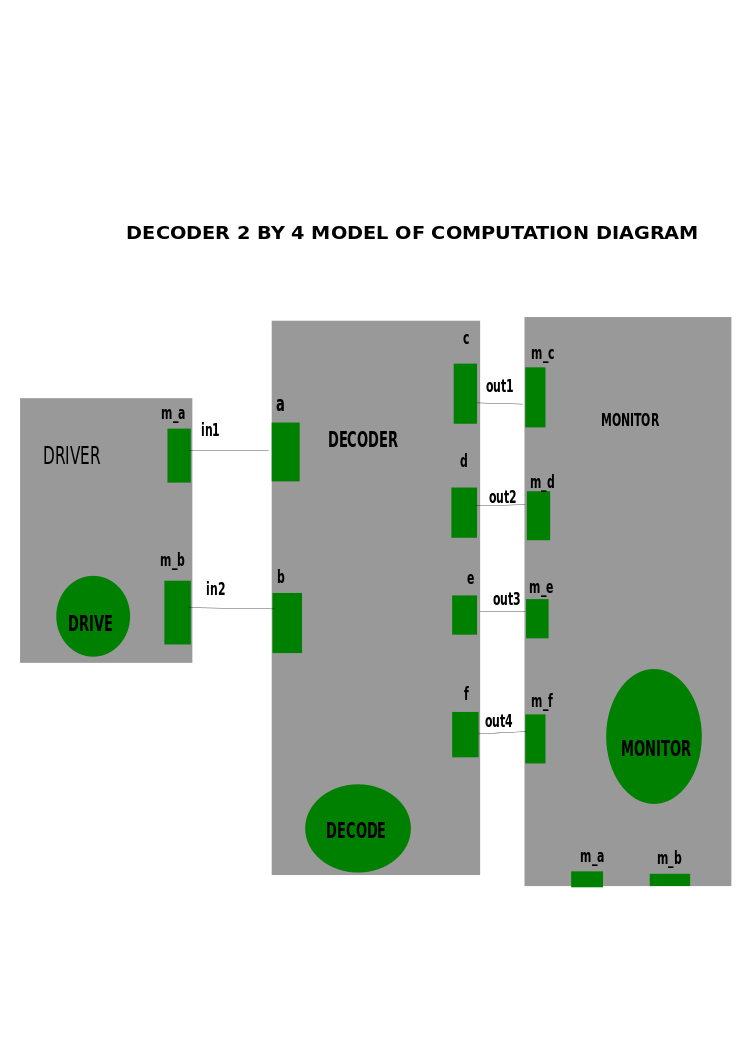 DECODER 2 BY 4 MODEL OF COMPUTATION DIAGRAM
DRIVER
m_a
in1
m_b
in2
DRIVE
a
DECODER
b
DECODE
c
out1
d
out2
e
out3
f
out4
m_c
MONITOR
m_d
m_e
m_f
MONITOR
m_a
m_b